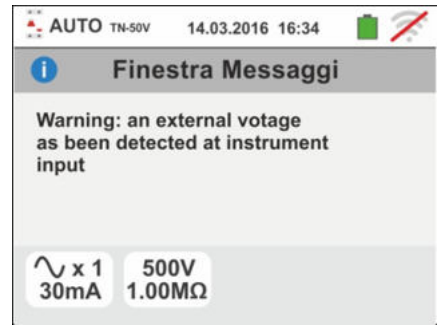 AUTO TN-50V 14.03.2016 16:34
i Finestra Messaggi
Warning: an external votage
as been detected at instrument
input
x 1 500V
30mA 1.00MΩ